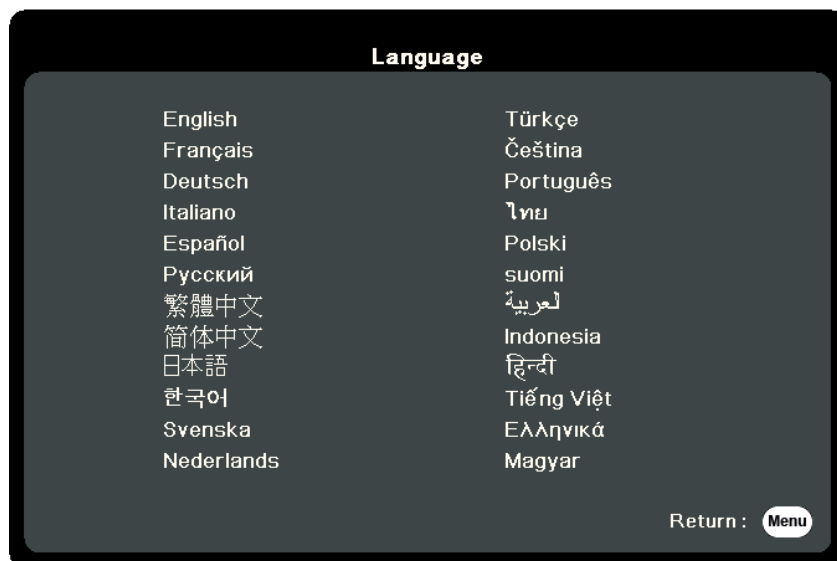 Language
English
Français
Deutsch
Italiano
Español
Русский
繁體中文
简体中文
日本語
한국어
Svenska
Nederlands
Türkçe
Čeština
Português
ไทย
Polski
suomi
العربية
Indonesia
हिन्दी
Tiếng Việt
Ελληνικά
Magyar
Return : Menu